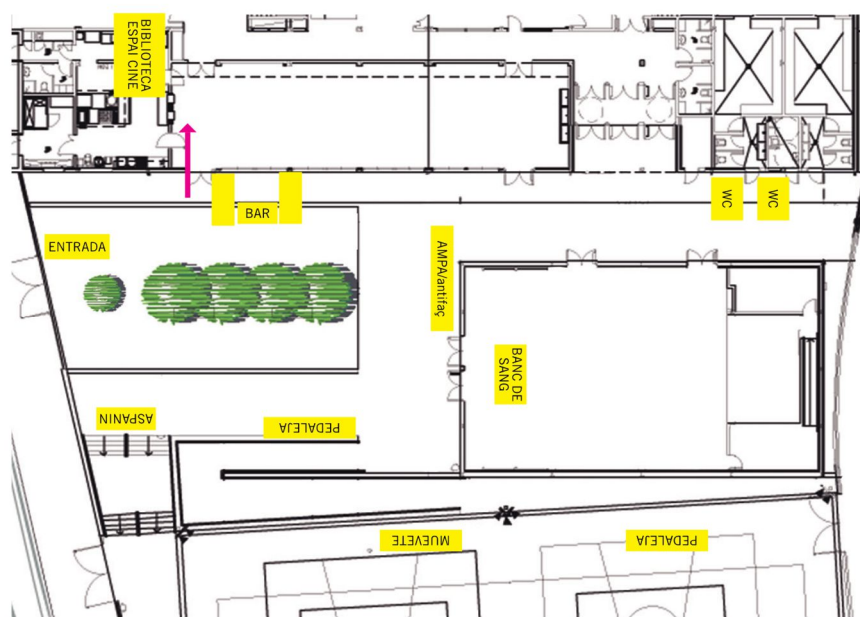 BIBLIOTECA
ESPAI CINE
BAR
WC
WC
ENTRADA
AMPA/antifaç
BANC DE
SANG
ASPANIN
PEDALEJA
MUEVETE
PEDALEJA